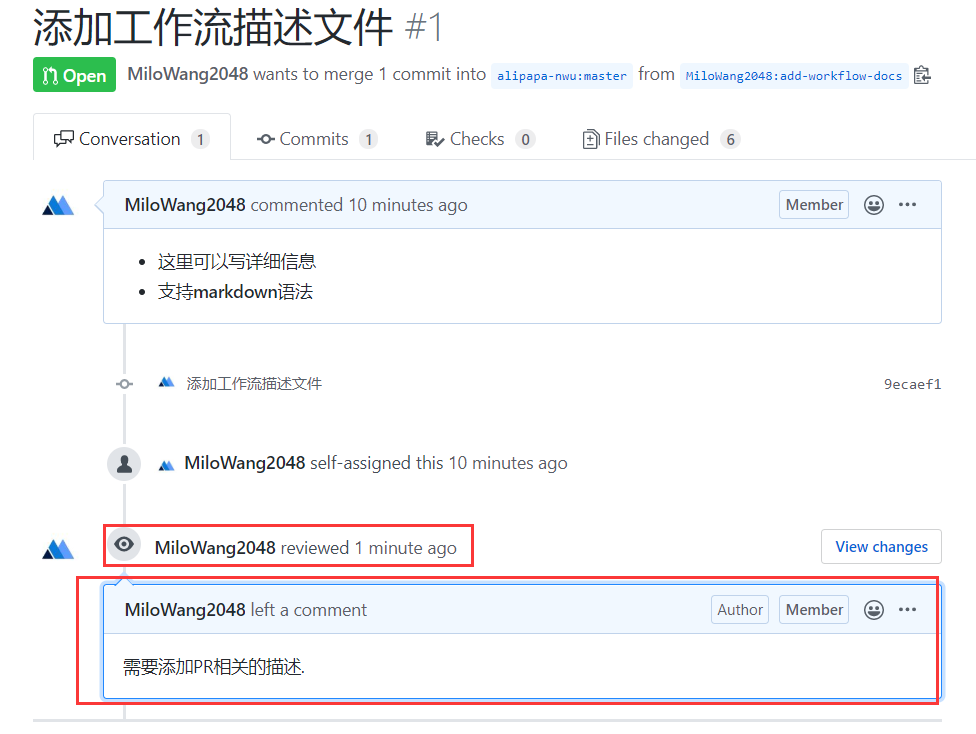 添加工作流描述文件 #1
Open MiloWang2048 wants to merge 1 commit into alipapa-nwu:master from MiloWang2048:add-workflow-docs
Conversation 1 Commits 1 Checks 0 Files changed 6
MiloWang2048 commented 10 minutes ago Member
这里可以写详细信息
支持markdown语法
添加工作流描述文件 9ecaef1
MiloWang2048 self-assigned this 10 minutes ago
MiloWang2048 reviewed 1 minute ago View changes
MiloWang2048 left a comment Author Member
需要添加PR相关的描述.